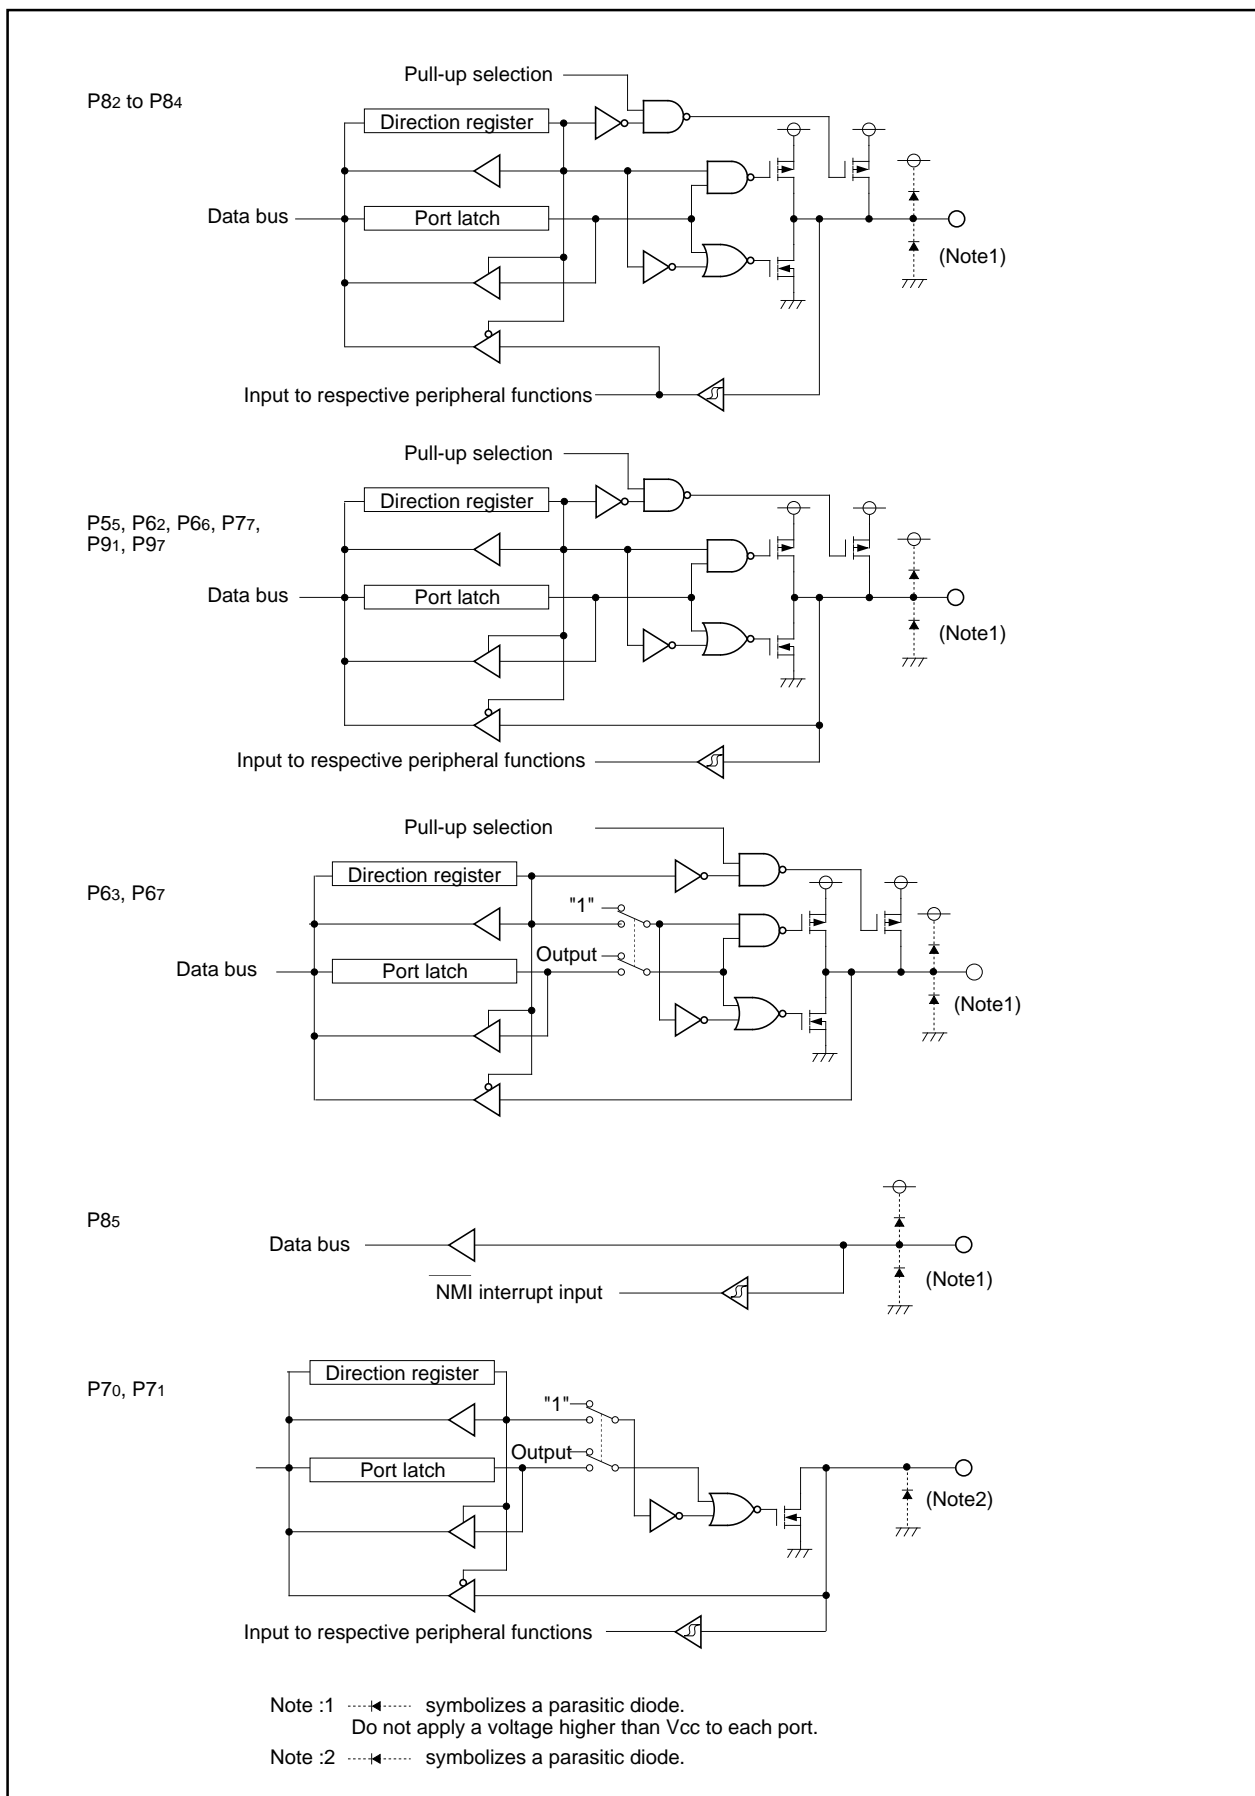 Pull-up selection
P82 to P84
Direction register
Data bus
Port latch
(Note1)
Input to respective peripheral functions
Pull-up selection
Direction register
P55, P62, P66, P77,
P91, P97
Data bus
Port latch
(Note1)
Input to respective peripheral functions
Pull-up selection
Direction register
P63, P67
"1"
Output
Data bus
Port latch
(Note1)
P85
Data bus
(Note1)
NMI interrupt input
Direction register
P70, P71
"1"
Output
Port latch
(Note2)
Input to respective peripheral functions
Note :1 symbolizes a parasitic diode.
Do not apply a voltage higher than Vcc to each port.
Note :2 symbolizes a parasitic diode.